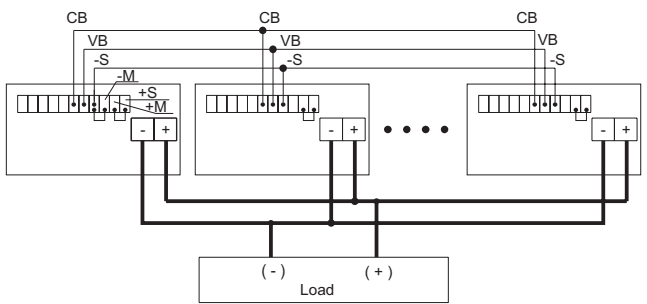 CB CB CB
VB VB VB
-S -S -S
-M
+S
+M
- + - + - +
( - ) ( + )
Load